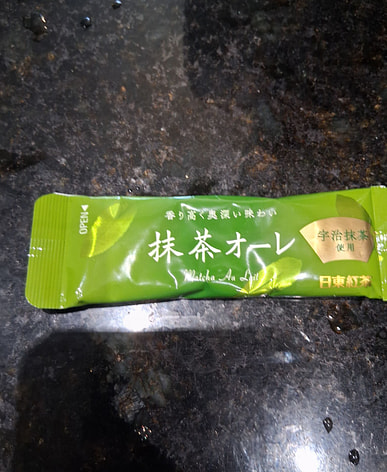 OPEN
香り高く奥深い味わい
抹茶オーレ
Matcha Au Lait
宇治抹茶
使用
日東紅茶